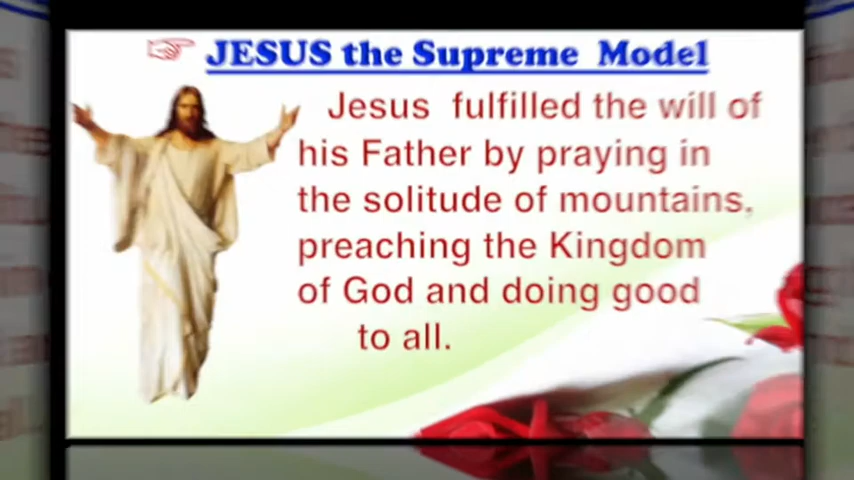 JESUS the Supreme Model
Jesus fulfilled the will of
his Father by praying in
the solitude of mountains,
preaching the Kingdom
of God and doing good
to all.